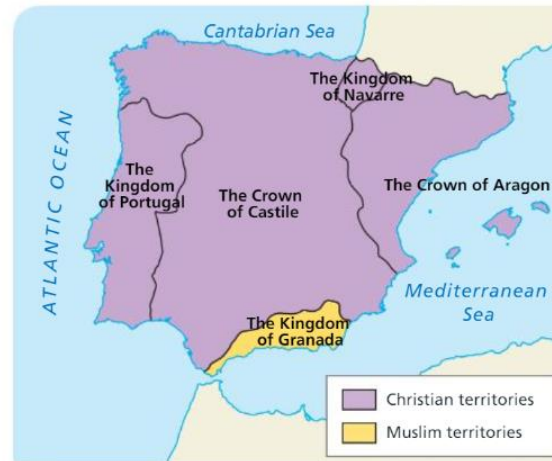 Cantabrian Sea
The Kingdom
of Navarre
ATLANTIC OCEAN
The
Kingdom
of Portugal
The Crown
of Castile
The Crown of Aragon
Mediterranean
Sea
The Kingdom
of Granada
Christian territories
Muslim territories